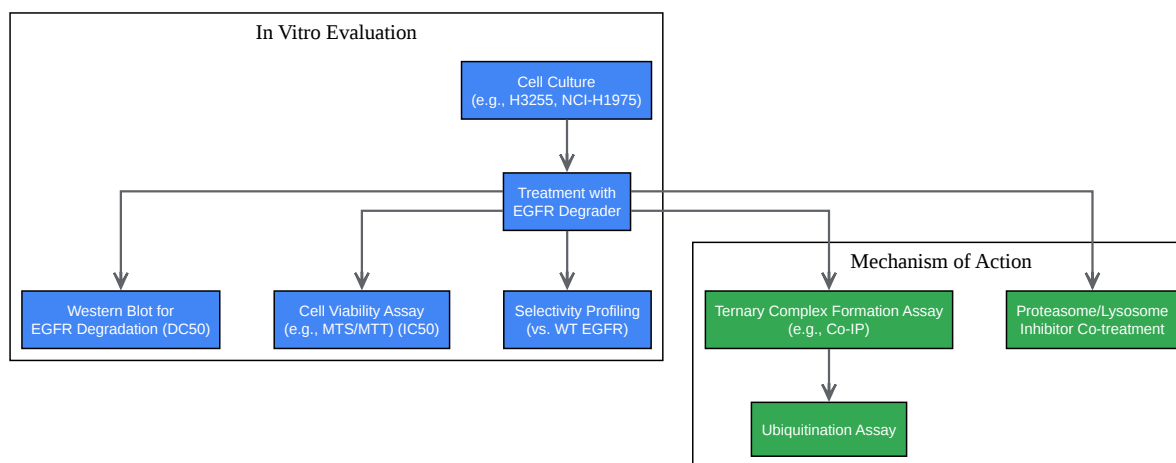 In Vitro Evaluation
Cell Culture
(e.g., H3255, NCI-H1975)
Treatment with
EGFR Degrader
Mechanism of Action
Western Blot for
EGFR Degradation (DC50)
Cell Viability Assay
(e.g., MTS/MTT) (IC50)
Selectivity Profiling
(vs. WT EGFR)
Ternary Complex Formation Assay
(e.g., Co-IP)
Proteasome/Lysosome
Inhibitor Co-treatment
Ubiquitination Assay